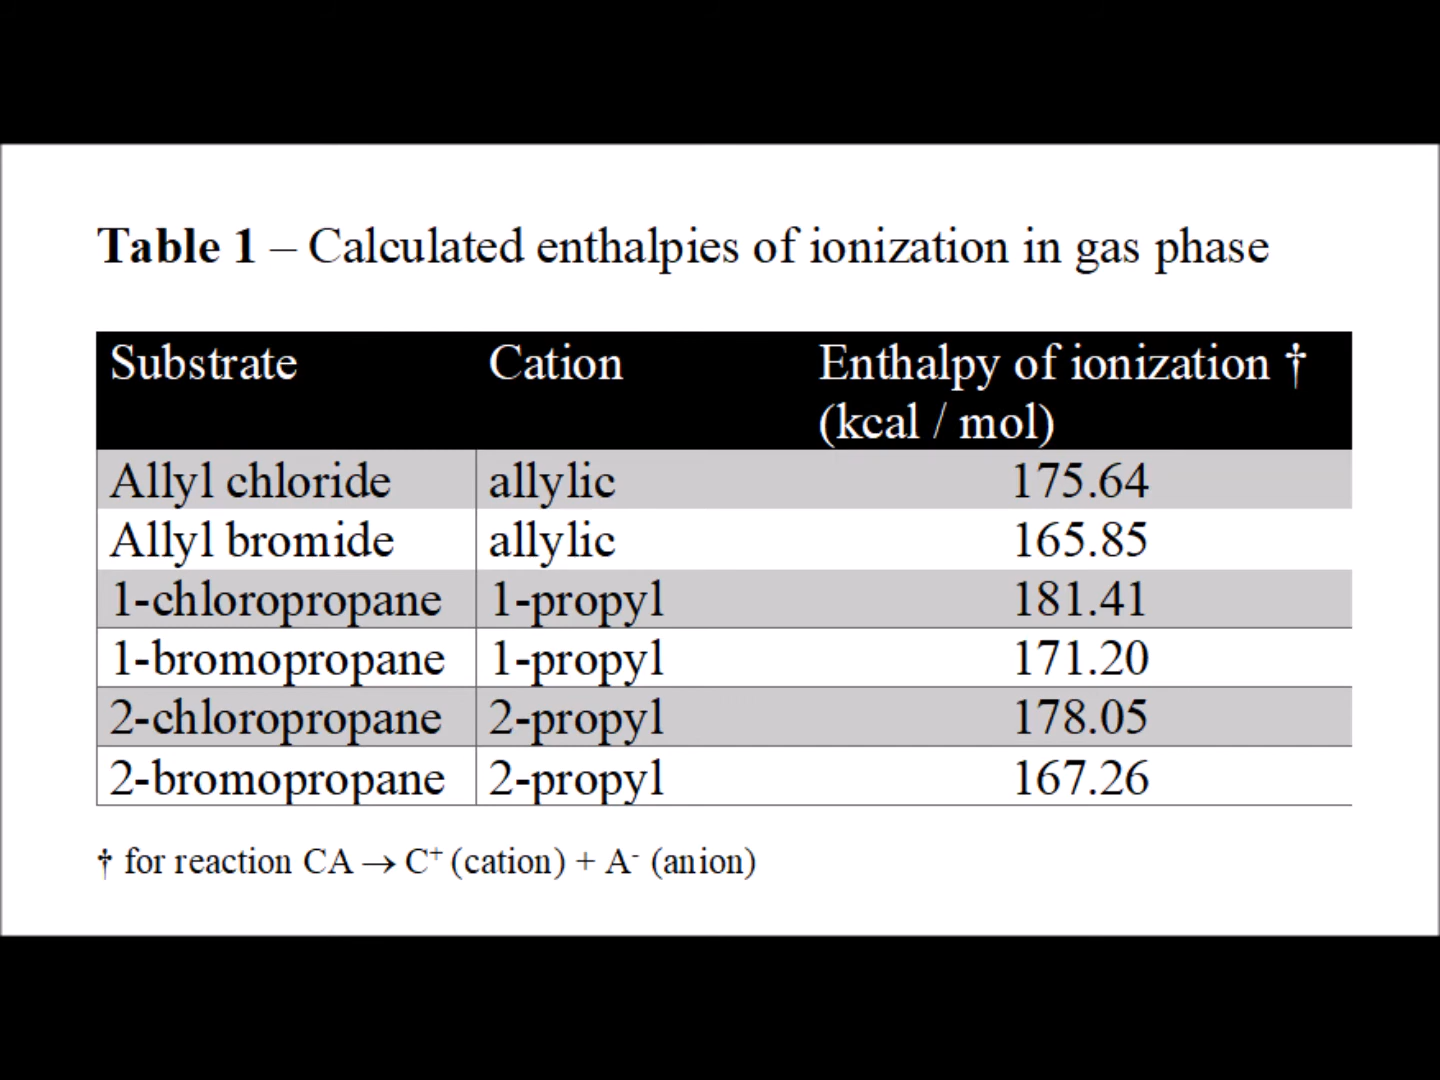 Table 1 – Calculated enthalpies of ionization in gas phase
Substrate Cation Enthalpy of ionization †
(kcal / mol)
Allyl chloride allylic 175.64
Allyl bromide allylic 165.85
1-chloropropane 1-propyl 181.41
1-bromopropane 1-propyl 171.20
2-chloropropane 2-propyl 178.05
2-bromopropane 2-propyl 167.26
† for reaction CA → C⁺ (cation) + A⁻ (anion)